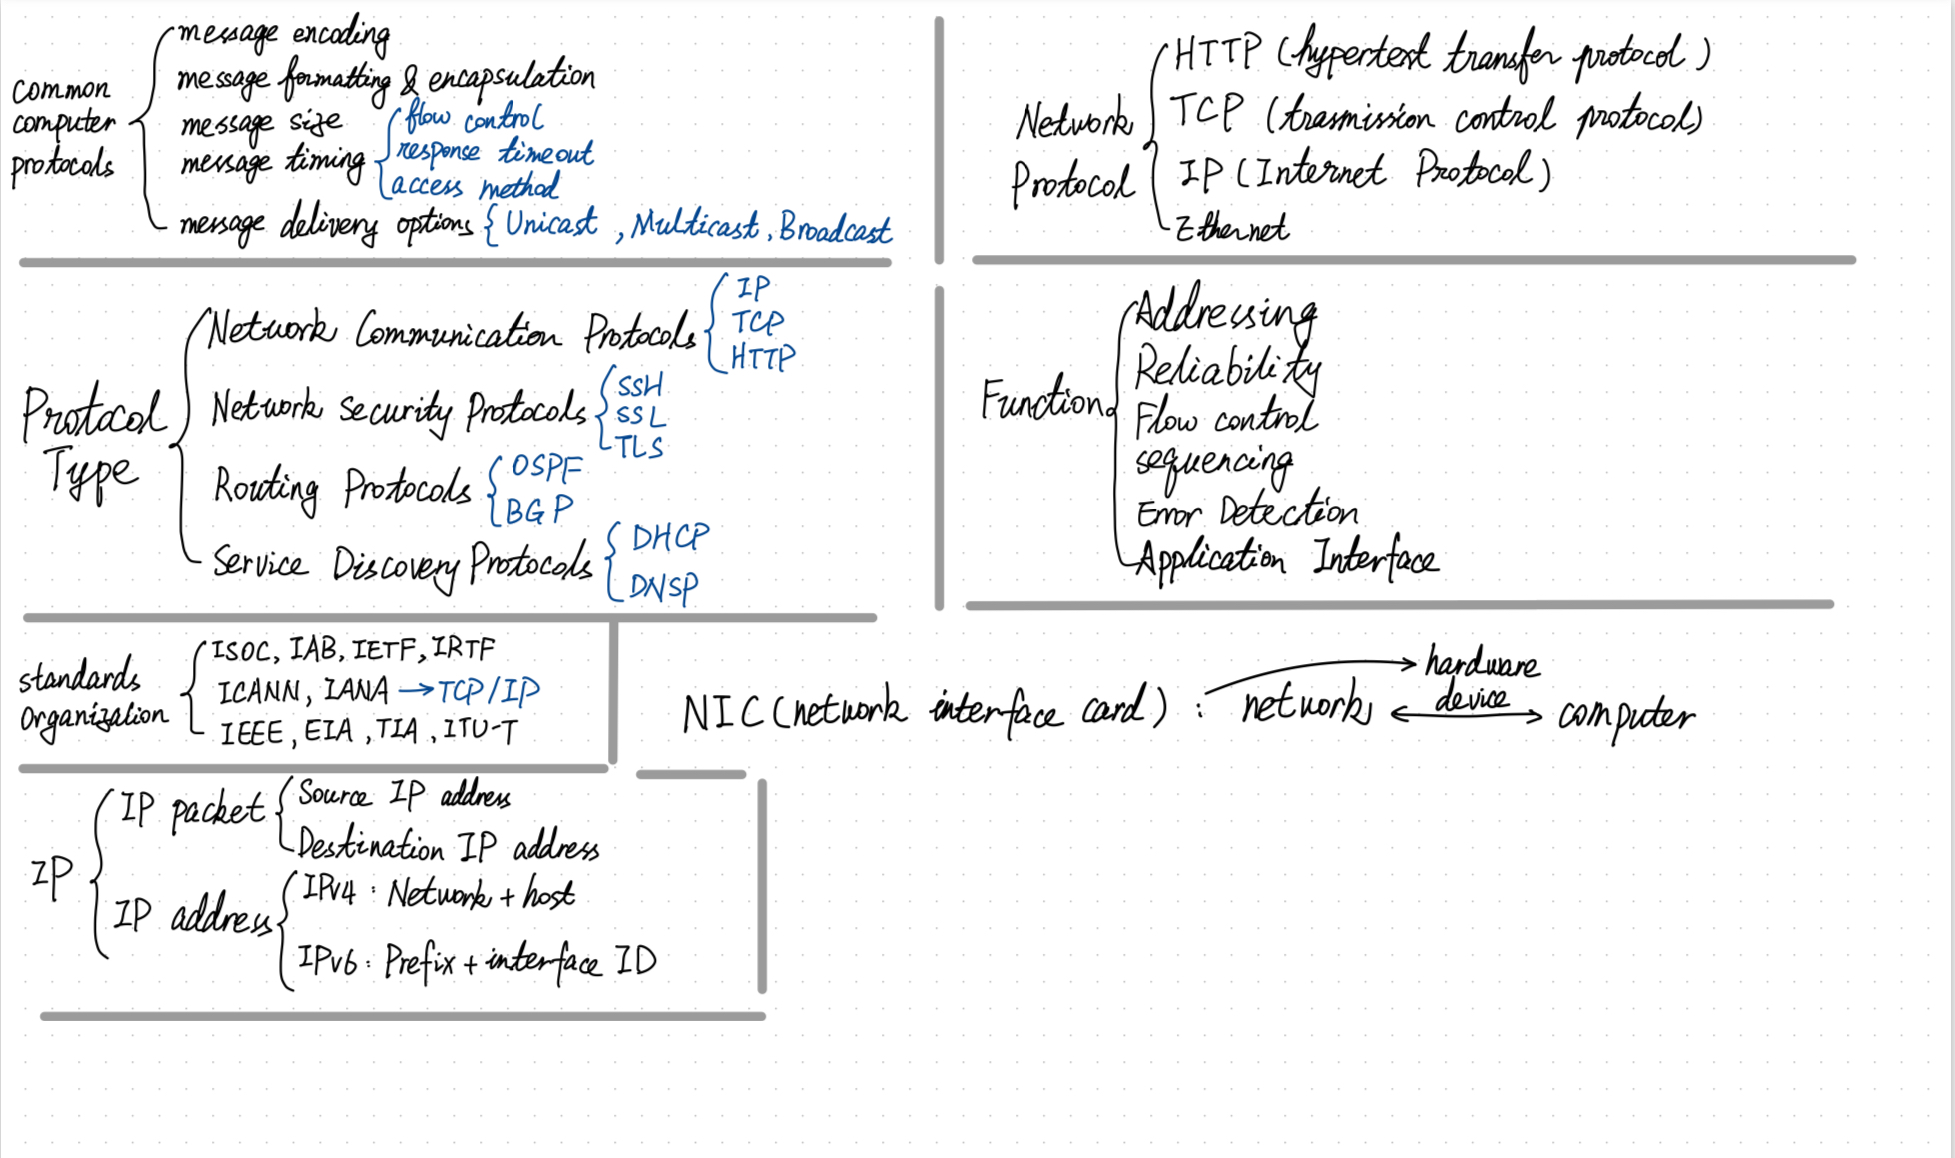 common
computer
protocols
message encoding
message formatting & encapsulation
message size
message timing
flow control
response timeout
access method
message delivery options { Unicast , Multicast , Broadcast
Network
Protocol
HTTP (hypertext transfer protocol)
TCP (trasmission control protocol)
IP (Internet Protocol)
Ethernet
Protocol
Type
Network Communication Protocols
IP
TCP
HTTP
Network security Protocols
SSH
SSL
TLS
Routing Protocols
OSPF
BGP
Service Discovery Protocols
DHCP
DNSP
Function
Addressing
Reliability
Flow control
sequencing
Error Detection
Application Interface
standards
Organization
ISOC, IAB, IETF, IRTF
ICANN, IANA → TCP/IP
IEEE, EIA, TIA, ITU-T
NIC (network interface card) : network ↔ computer
hardware
device
IP
IP packet
Source IP address
Destination IP address
IP address
IPv4 : Network + host
IPv6 : Prefix + interface ID